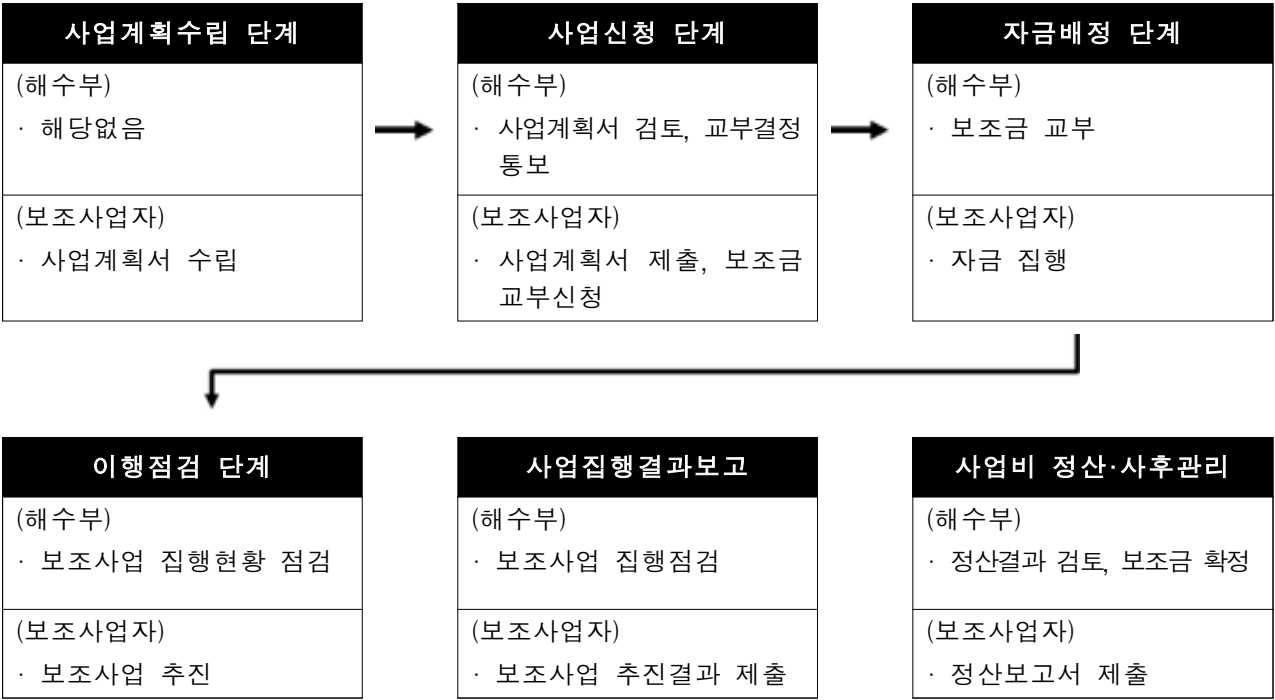 사업계획수립 단계
(해수부)
· 해당없음
(보조사업자)
· 사업계획서 수립
사업신청 단계
(해수부)
· 사업계획서 검토, 교부결정
통보
(보조사업자)
· 사업계획서 제출, 보조금
교부신청
자금배정 단계
(해수부)
· 보조금 교부
(보조사업자)
· 자금 집행
이행점검 단계
(해수부)
· 보조사업 집행현황 점검
(보조사업자)
· 보조사업 추진
사업집행결과보고
(해수부)
· 보조사업 집행점검
(보조사업자)
· 보조사업 추진결과 제출
사업비 정산·사후관리
(해수부)
· 정산결과 검토, 보조금 확정
(보조사업자)
· 정산보고서 제출